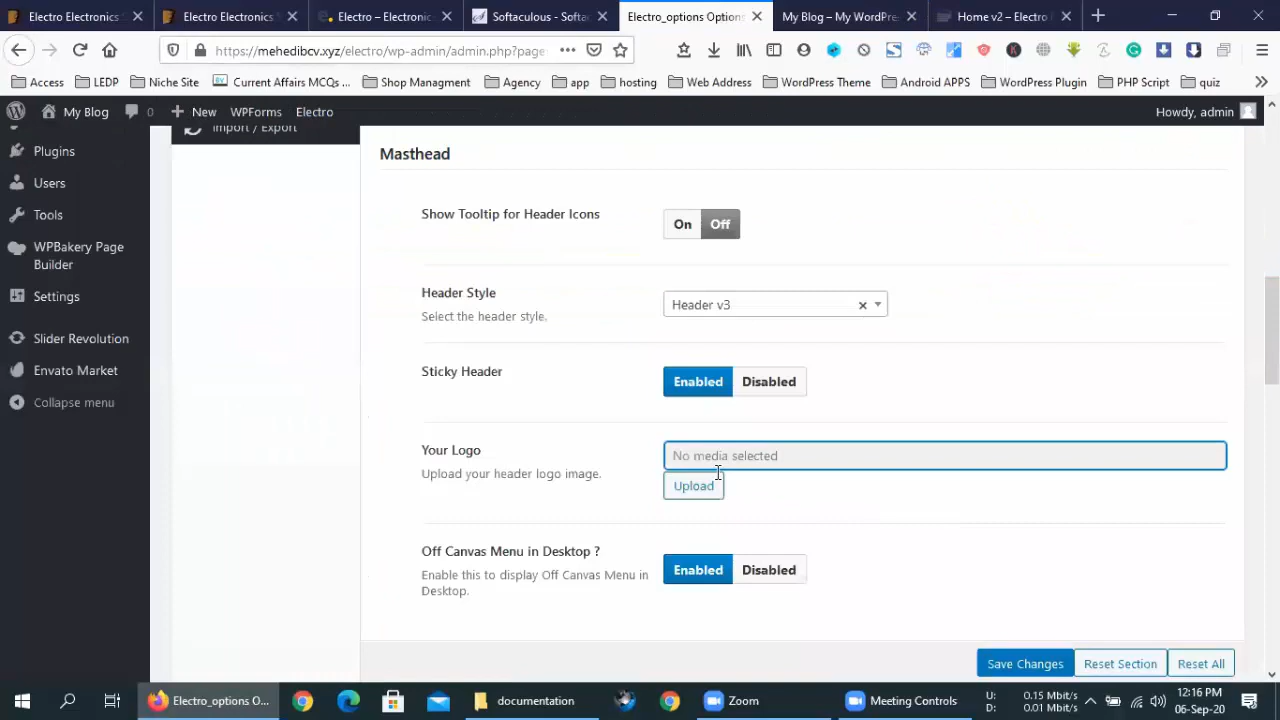 Electro Electronics
Electro Electronics
Electro – Electronic
Softaculous - Softac
Electro_options Options
My Blog — My WordPre
Home v2 – Electro
https://mehedibcv.xyz/electro/wp-admin/admin.php?page
Access
LEDP
Niche Site
Current Affairs MCQs ...
Shop Managment
Agency
app
hosting
Web Address
WordPress Theme
Android APPS
WordPress Plugin
PHP Script
quiz
My Blog
0
New
WPForms
Electro
Howdy, admin
Import / Export
Plugins
Users
Tools
WPBakery Page
Builder
Settings
Slider Revolution
Envato Market
Collapse menu
Masthead
Show Tooltip for Header Icons
On
Off
Header Style
Select the header style.
Header v3
Sticky Header
Enabled
Disabled
Your Logo
Upload your header logo image.
No media selected
Upload
Off Canvas Menu in Desktop ?
Enable this to display Off Canvas Menu in
Desktop.
Enabled
Disabled
Save Changes
Reset Section
Reset All
Electro_options O...
documentation
Zoom
Meeting Controls
U: 0.15 Mbit/s
D: 0.01 Mbit/s
12:16 PM
06-Sep-20